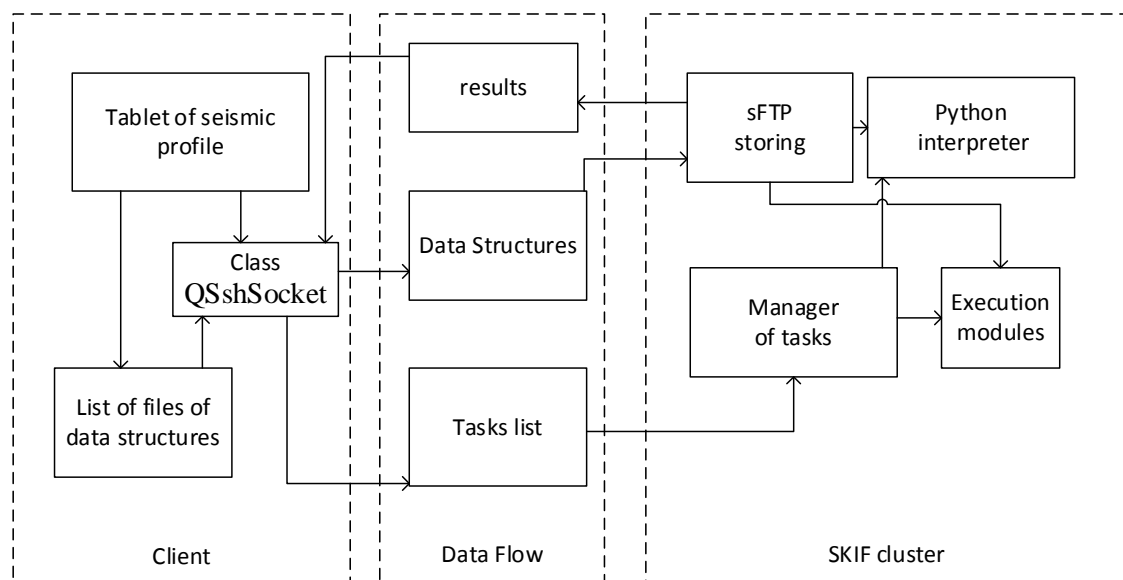 Tablet of seismic
profile
Class
QSshSocket
List of files of
data structures
Client
results
Data Structures
Tasks list
Data Flow
sFTP
storing
Python
interpreter
Manager
of tasks
Execution
modules
SKIF cluster